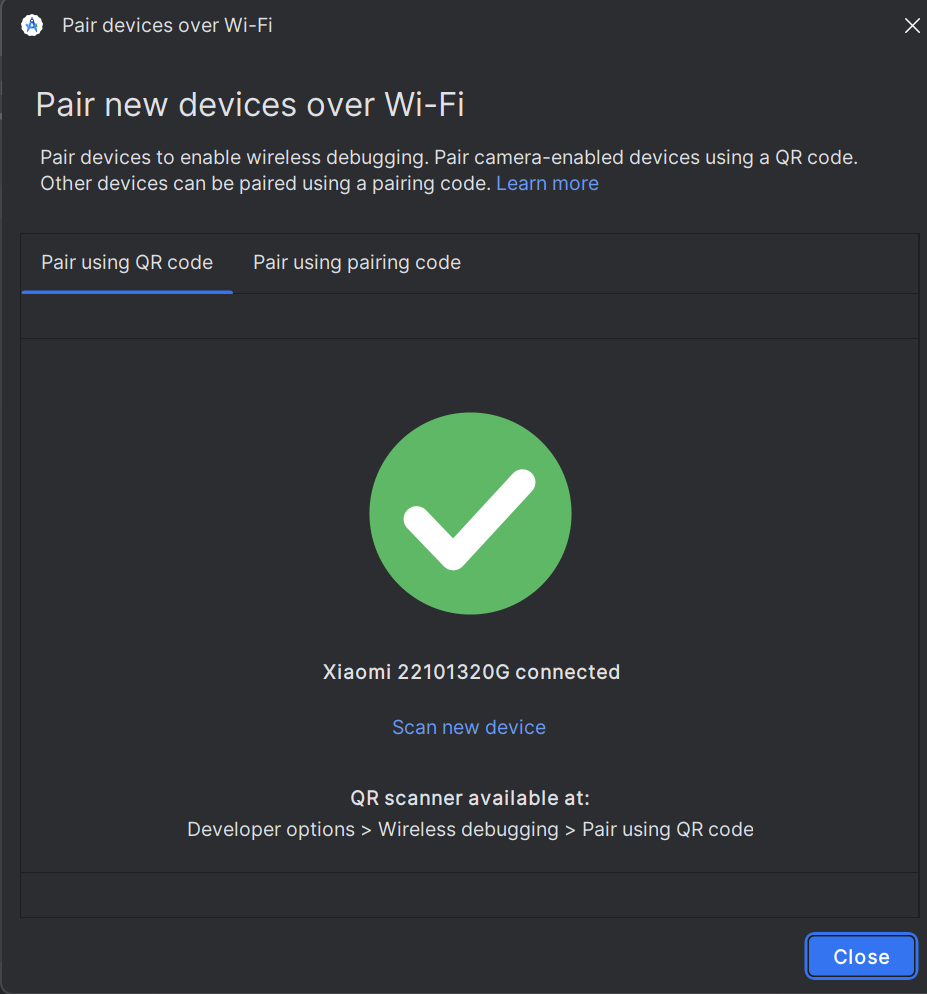 Pair devices over Wi-Fi
Pair new devices over Wi-Fi
Pair devices to enable wireless debugging. Pair camera-enabled devices using a QR code.
Other devices can be paired using a pairing code. Learn more
Pair using QR code
Pair using pairing code
Xiaomi 22101320G connected
Scan new device
QR scanner available at:
Developer options > Wireless debugging > Pair using QR code
Close